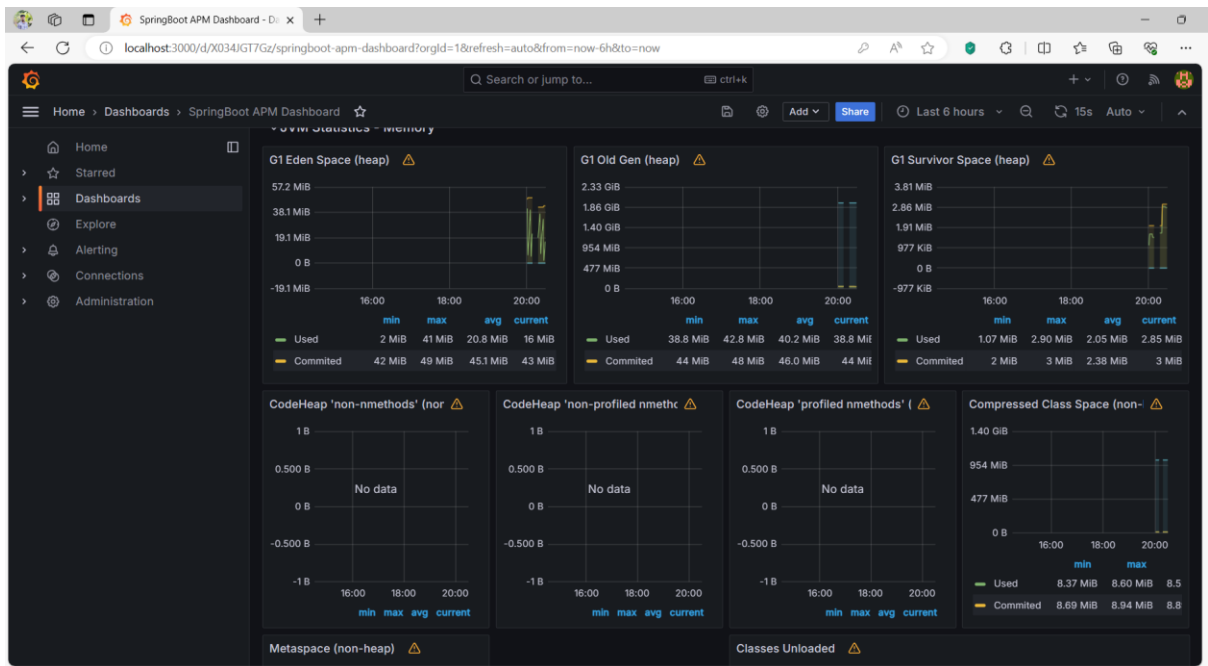 SpringBoot APM Dashboard - Da
localhost:3000/d/X034JGT7Gz/springboot-apm-dashboard?orgId=1&refresh=auto&from=now-6h&to=now
Search or jump to... ctrl+k
Home > Dashboards > SpringBoot APM Dashboard Add Share Last 6 hours 15s Auto
Home
Starred
Dashboards
Explore
Alerting
Connections
Administration
JVM Statistics - Memory
G1 Eden Space (heap)
57.2 MiB
38.1 MiB
19.1 MiB
0 B
-19.1 MiB
16:00 18:00 20:00
min max avg current
Used 2 MiB 41 MiB 20.8 MiB 16 MiB
Commited 42 MiB 49 MiB 45.1 MiB 43 MiB
G1 Old Gen (heap)
2.33 GiB
1.86 GiB
1.40 GiB
954 MiB
477 MiB
0 B
16:00 18:00 20:00
min max avg current
Used 38.8 MiB 42.8 MiB 40.2 MiB 38.8 MiB
Commited 44 MiB 48 MiB 46.0 MiB 44 MiB
G1 Survivor Space (heap)
3.81 MiB
2.86 MiB
1.91 MiB
977 KiB
0 B
-977 KiB
16:00 18:00 20:00
min max avg current
Used 1.07 MiB 2.90 MiB 2.05 MiB 2.85 MiB
Commited 2 MiB 3 MiB 2.38 MiB 3 MiB
CodeHeap 'non-nmethods' (nor
1 B
0.500 B
No data
0 B
-0.500 B
-1 B
16:00 18:00 20:00
min max avg current
CodeHeap 'non-profiled nmethc
1 B
0.500 B
No data
0 B
-0.500 B
-1 B
16:00 18:00 20:00
min max avg current
CodeHeap 'profiled nmethods' (
1 B
0.500 B
No data
0 B
-0.500 B
-1 B
16:00 18:00 20:00
min max avg current
Compressed Class Space (non-
1.40 GiB
954 MiB
477 MiB
0 B
16:00 18:00 20:00
min max
Used 8.37 MiB 8.60 MiB 8.5
Commited 8.69 MiB 8.94 MiB 8.8
Metaspace (non-heap)
Classes Unloaded